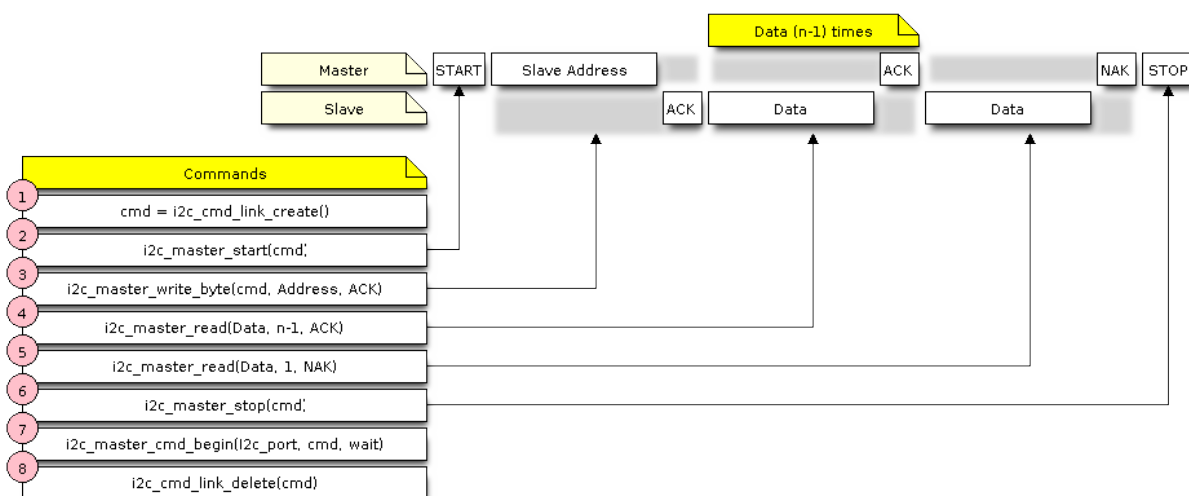 Data (n-1) times
Master START Slave Address ACK NAK STOP
Slave ACK Data Data
Commands
1
cmd = i2c_cmd_link_create()
2
i2c_master_start(cmd;
3
i2c_master_write_byte(cmd, Address, ACK)
4
i2c_master_read(Data, n-1, ACK)
5
i2c_master_read(Data, 1, NAK)
6
i2c_master_stop(cmd;
7
i2c_master_cmd_begin(I2c_port, cmd, wait)
8
i2c_cmd_link_delete(cmd)